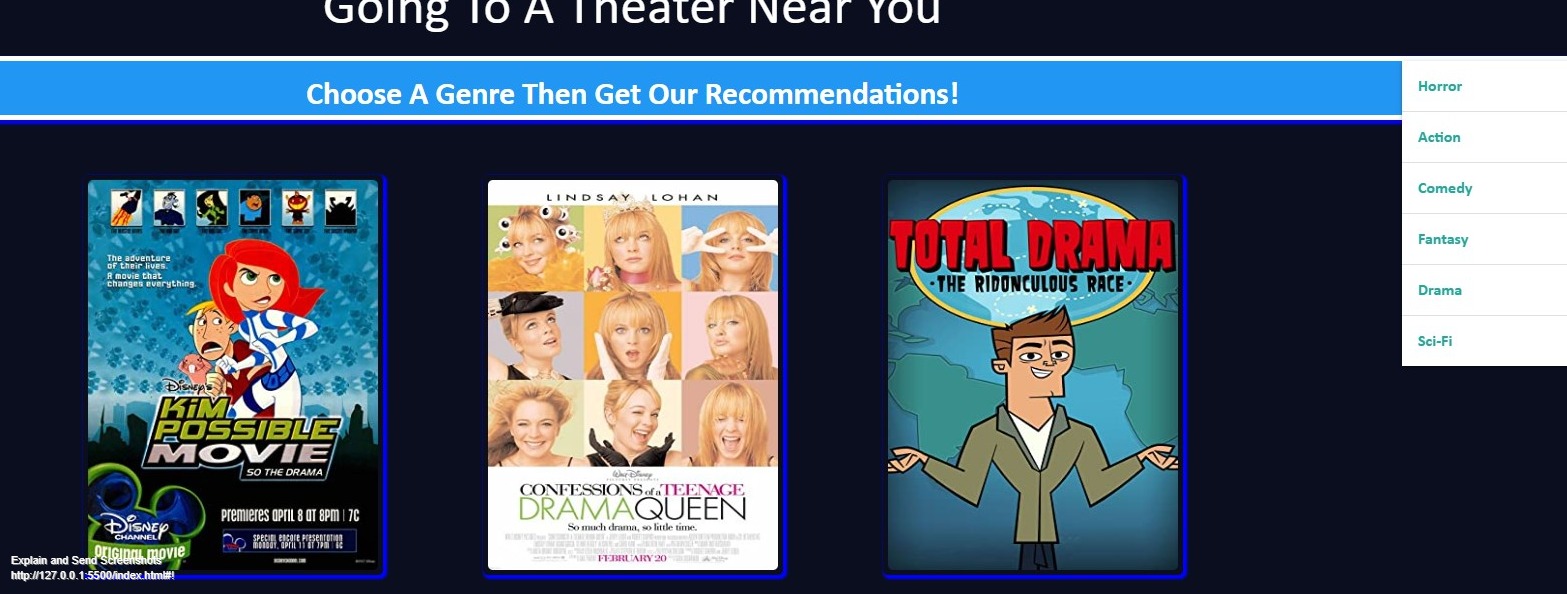 Going To A Theater Near You
Choose A Genre Then Get Our Recommendations!
Horror
Action
Comedy
Fantasy
Drama
Sci-Fi
The adventure
of their lives.
A movie that
changes everything.
Disney's
KiM
POSSIBLE
MOVIE
SO THE DRAMA
PREMIERES APRIL 8 AT 8PM | 7C
Disney
CHANNEL
ORIGINAL MOVIE
SPECIAL ENCORE PRESENTATION
MONDAY, APRIL 11 AT 7PM | 6C
LINDSAY LOHAN
Walt Disney
CONFESSIONS of a TEENAGE
DRAMAQUEEN
So much drama, so little time.
FEBRUARY 20
TOTAL DRAMA
·THE RIDONCULOUS RACE·
Explain and Send Screenshots
http://127.0.0.1:5500/index.html#!